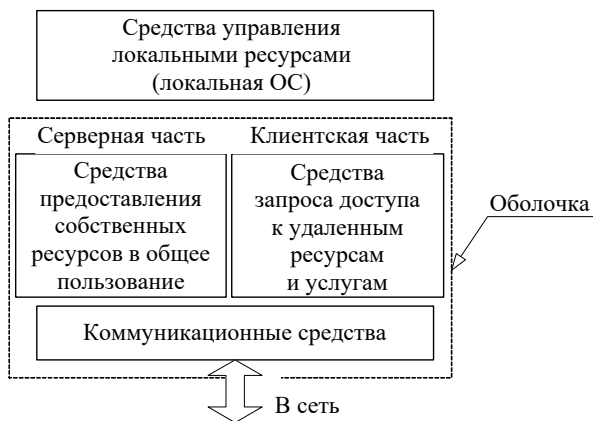 Средства управления
локальными ресурсами
(локальная ОС)
Серверная часть
Клиентская часть
Средства
предоставления
собственных
ресурсов в общее
пользование
Средства
запроса доступа
к удаленным
ресурсам
и услугам
Оболочка
Коммуникационные средства
В сеть